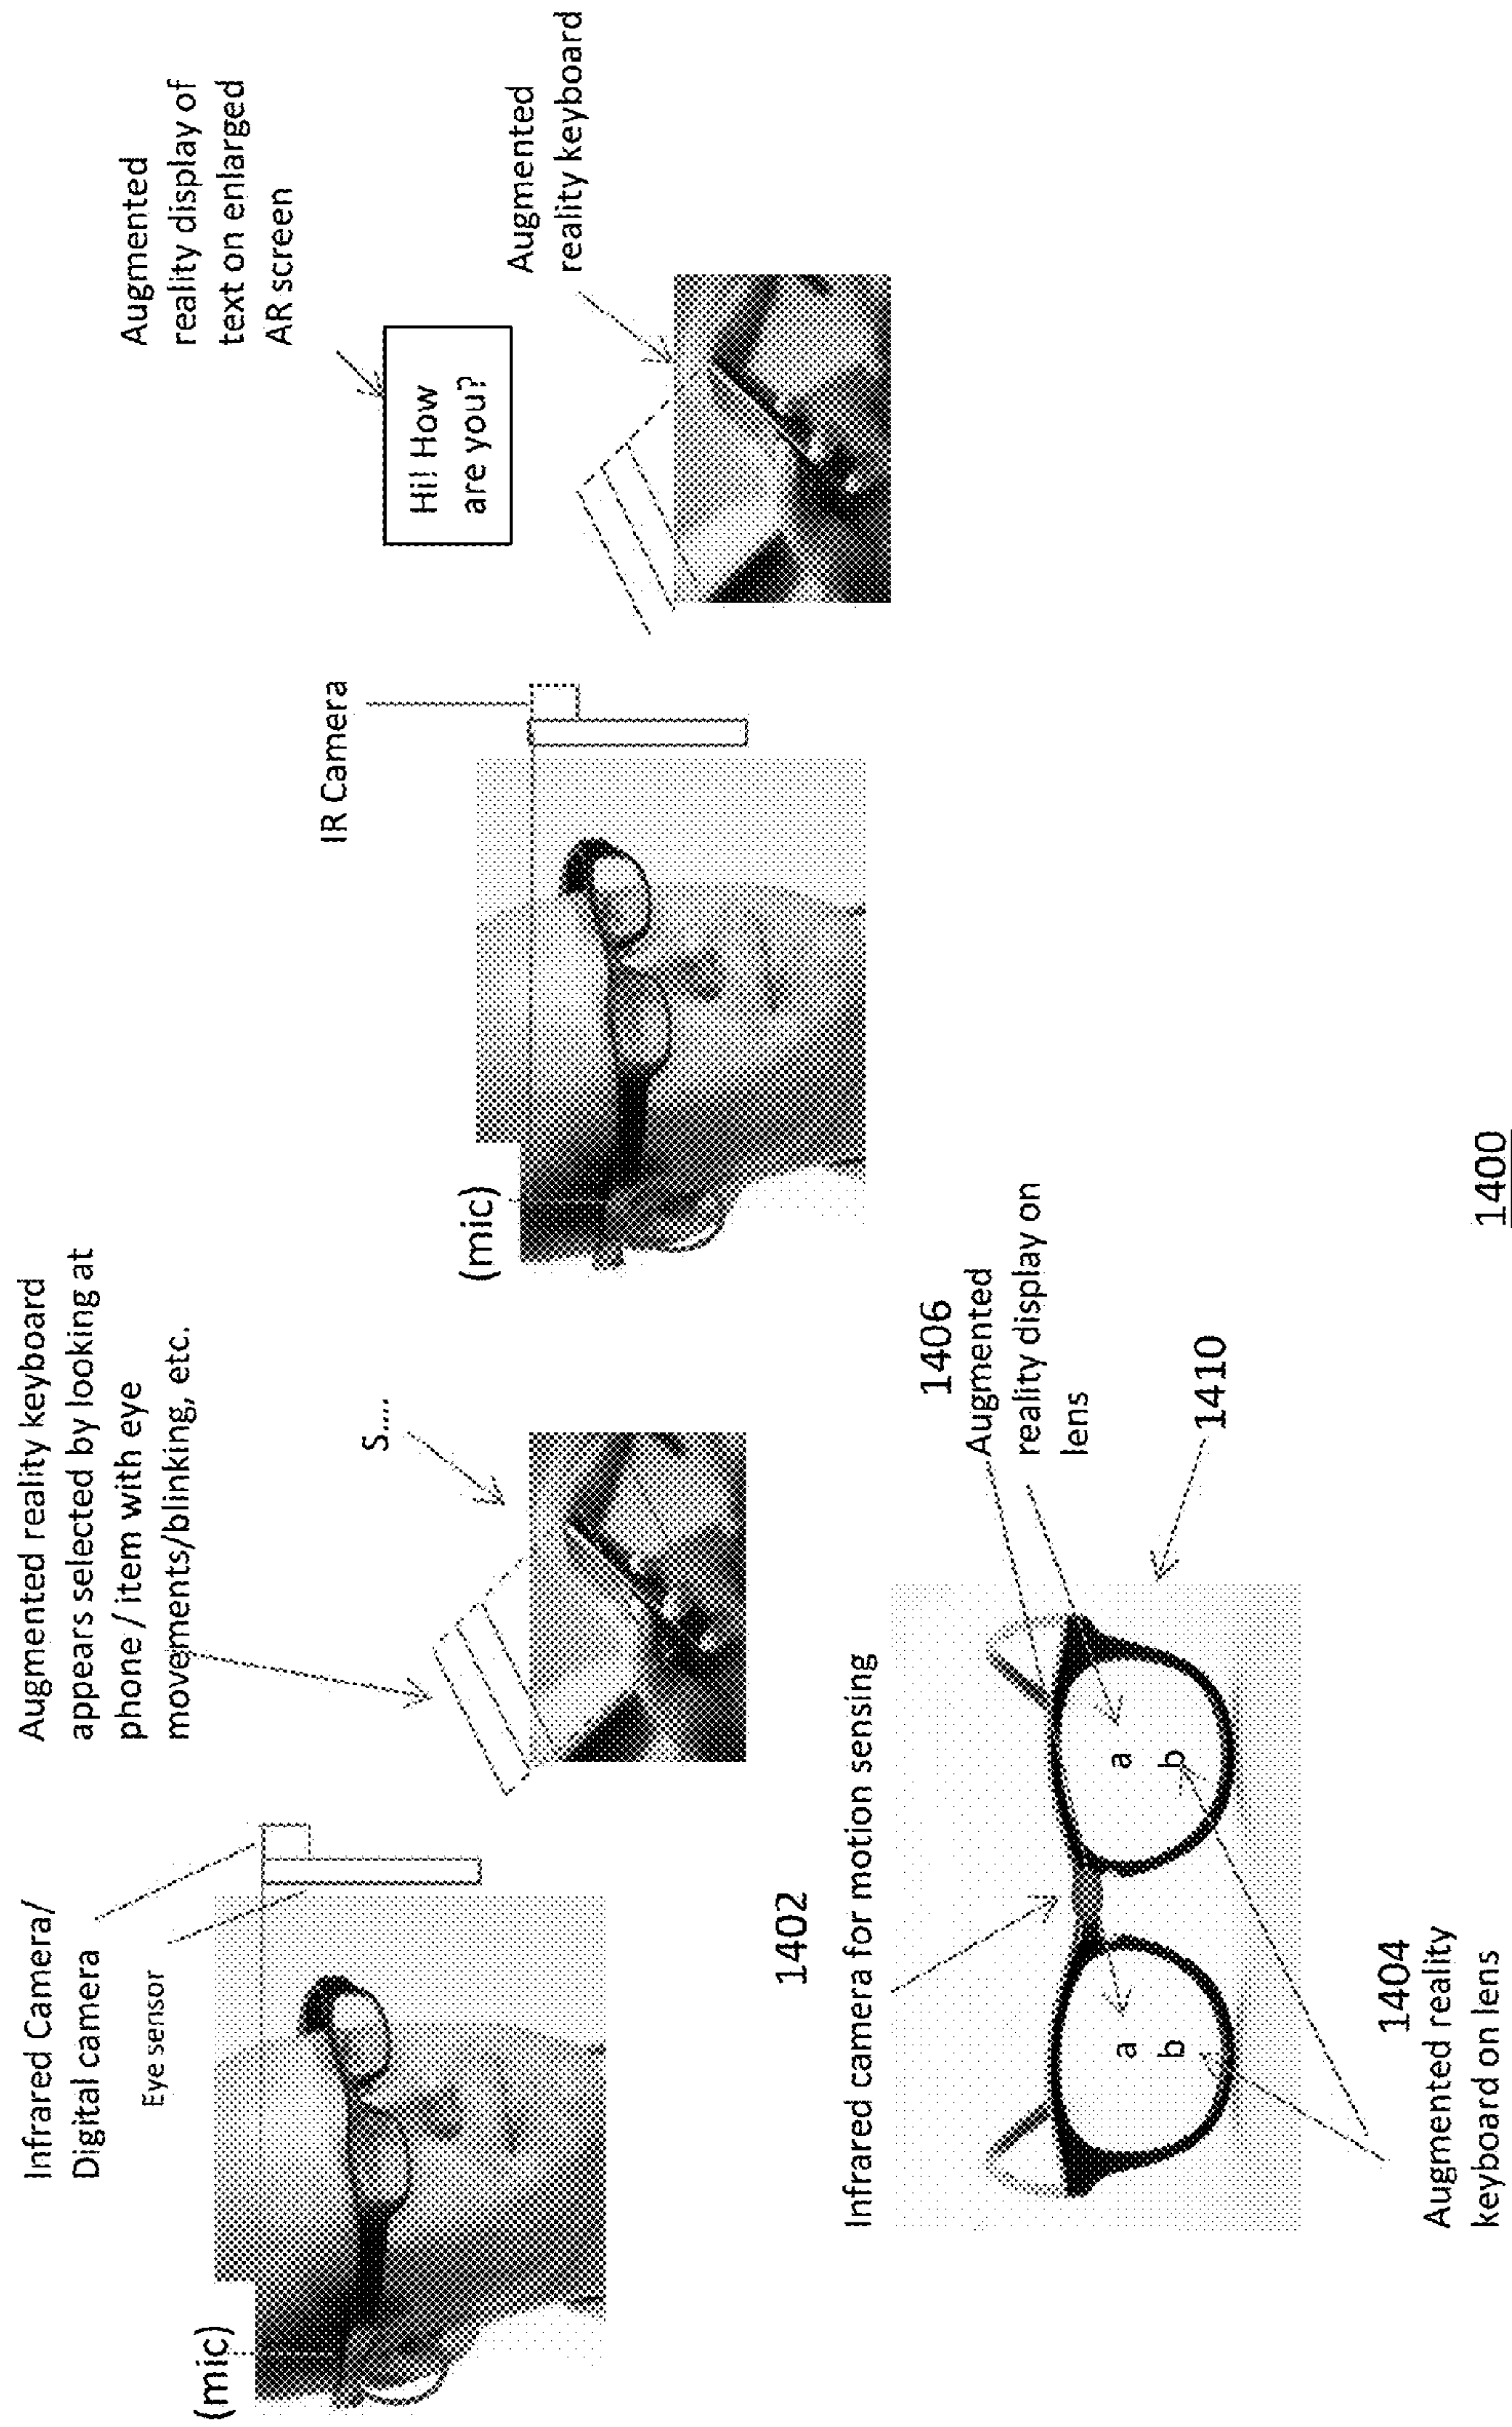 Infrared Camera/
Digital camera
Eye sensor
(mic)
Augmented reality keyboard
appears selected by looking at
phone / item with eye
movements/blinking, etc.
S....
(mic)
IR Camera
Augmented
reality display of
text on enlarged
AR screen
Hi! How
are you?
Augmented
reality keyboard
1402
Infrared camera for motion sensing
a
b
a
b
1404
Augmented reality
keyboard on lens
1406
Augmented
reality display on
lens
1410
1400